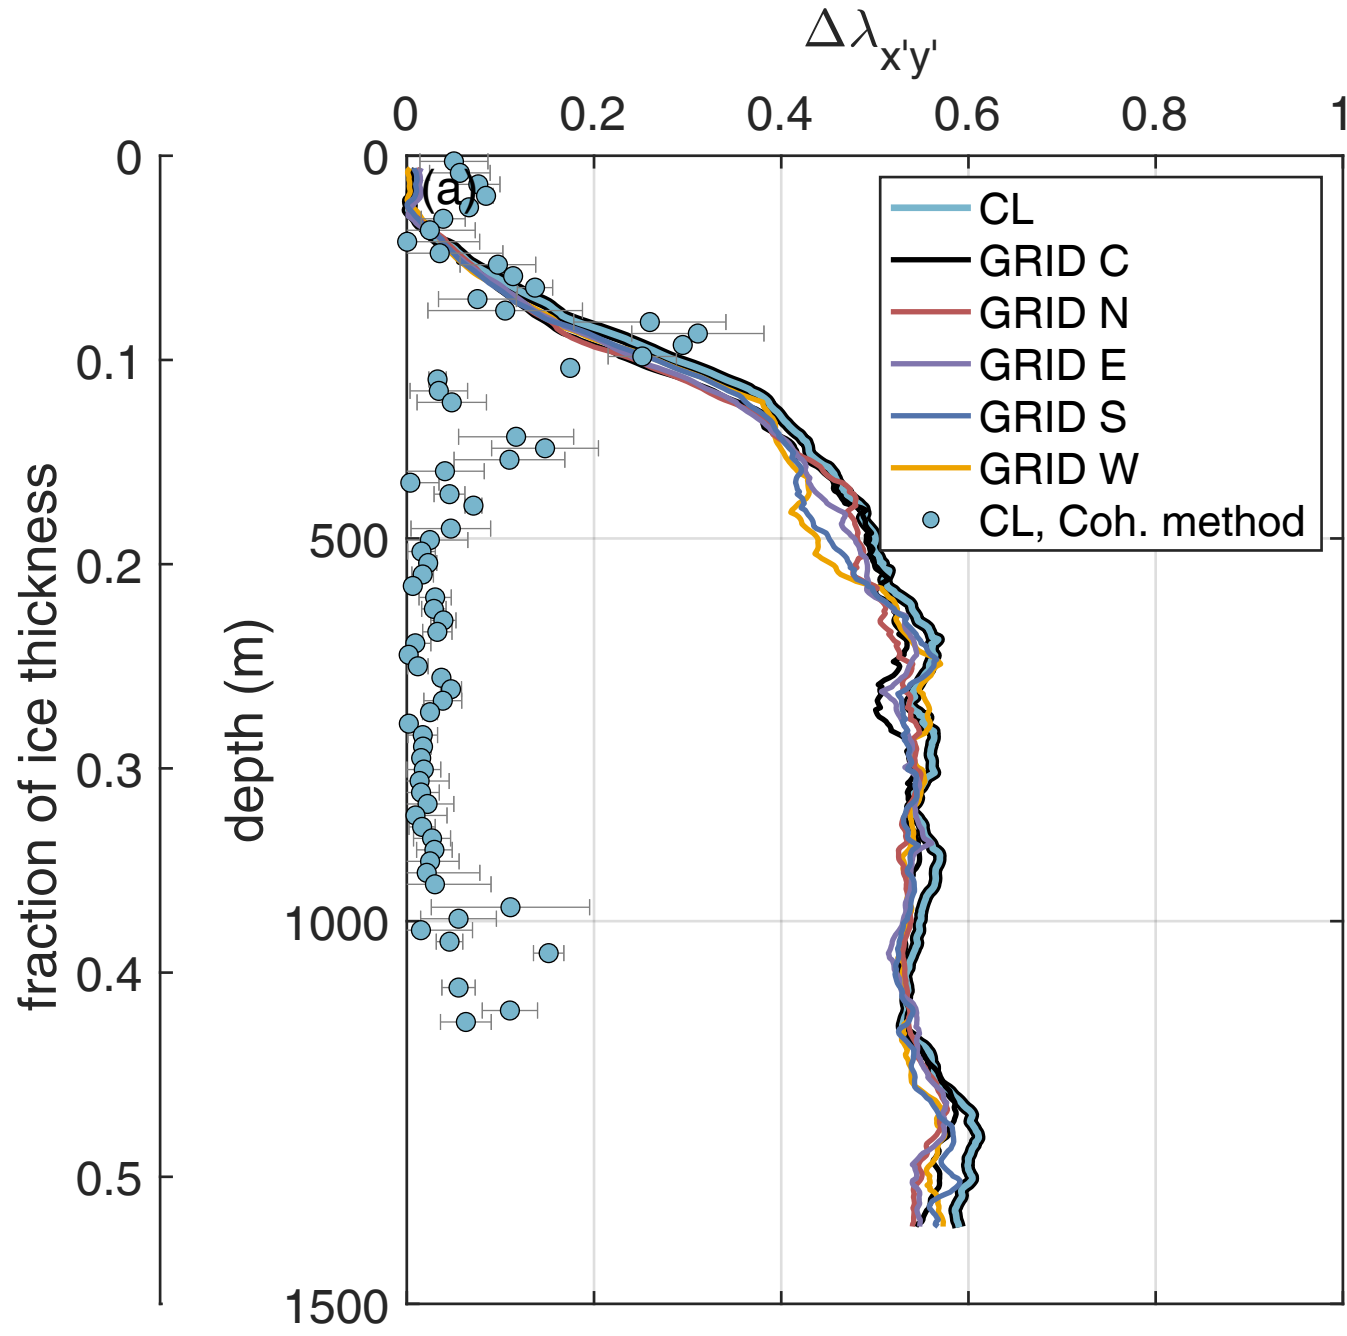 Δλx'y'
0 0.2 0.4 0.6 0.8 1
0
0.1
0.2
0.3
0.4
0.5
fraction of ice thickness
0
500
1000
1500
depth (m)
(a)
CL
GRID C
GRID N
GRID E
GRID S
GRID W
CL, Coh. method